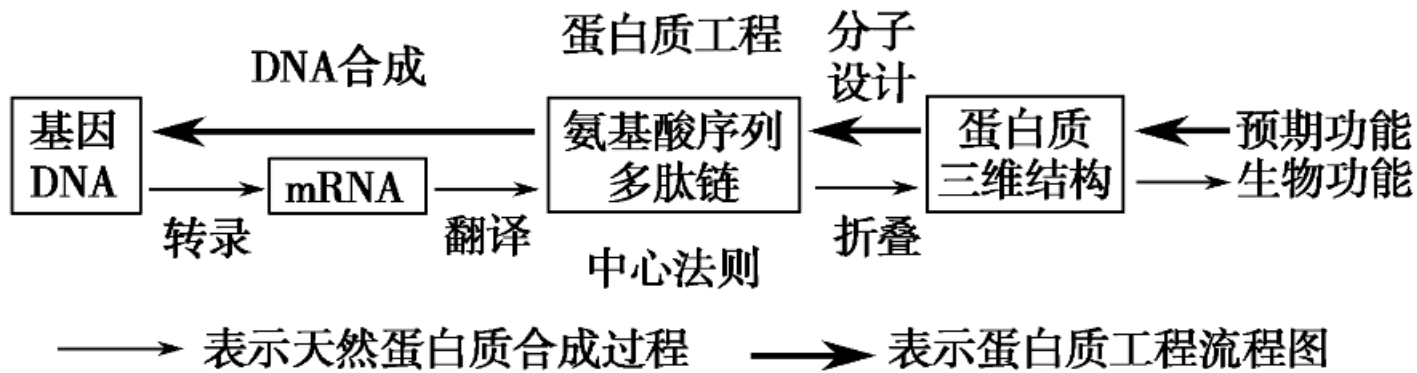 蛋白质工程
分子
设计
DNA合成
基因
DNA
氨基酸序列
多肽链
蛋白质
三维结构
预期功能
生物功能
mRNA
转录
翻译
折叠
中心法则
表示天然蛋白质合成过程
表示蛋白质工程流程图